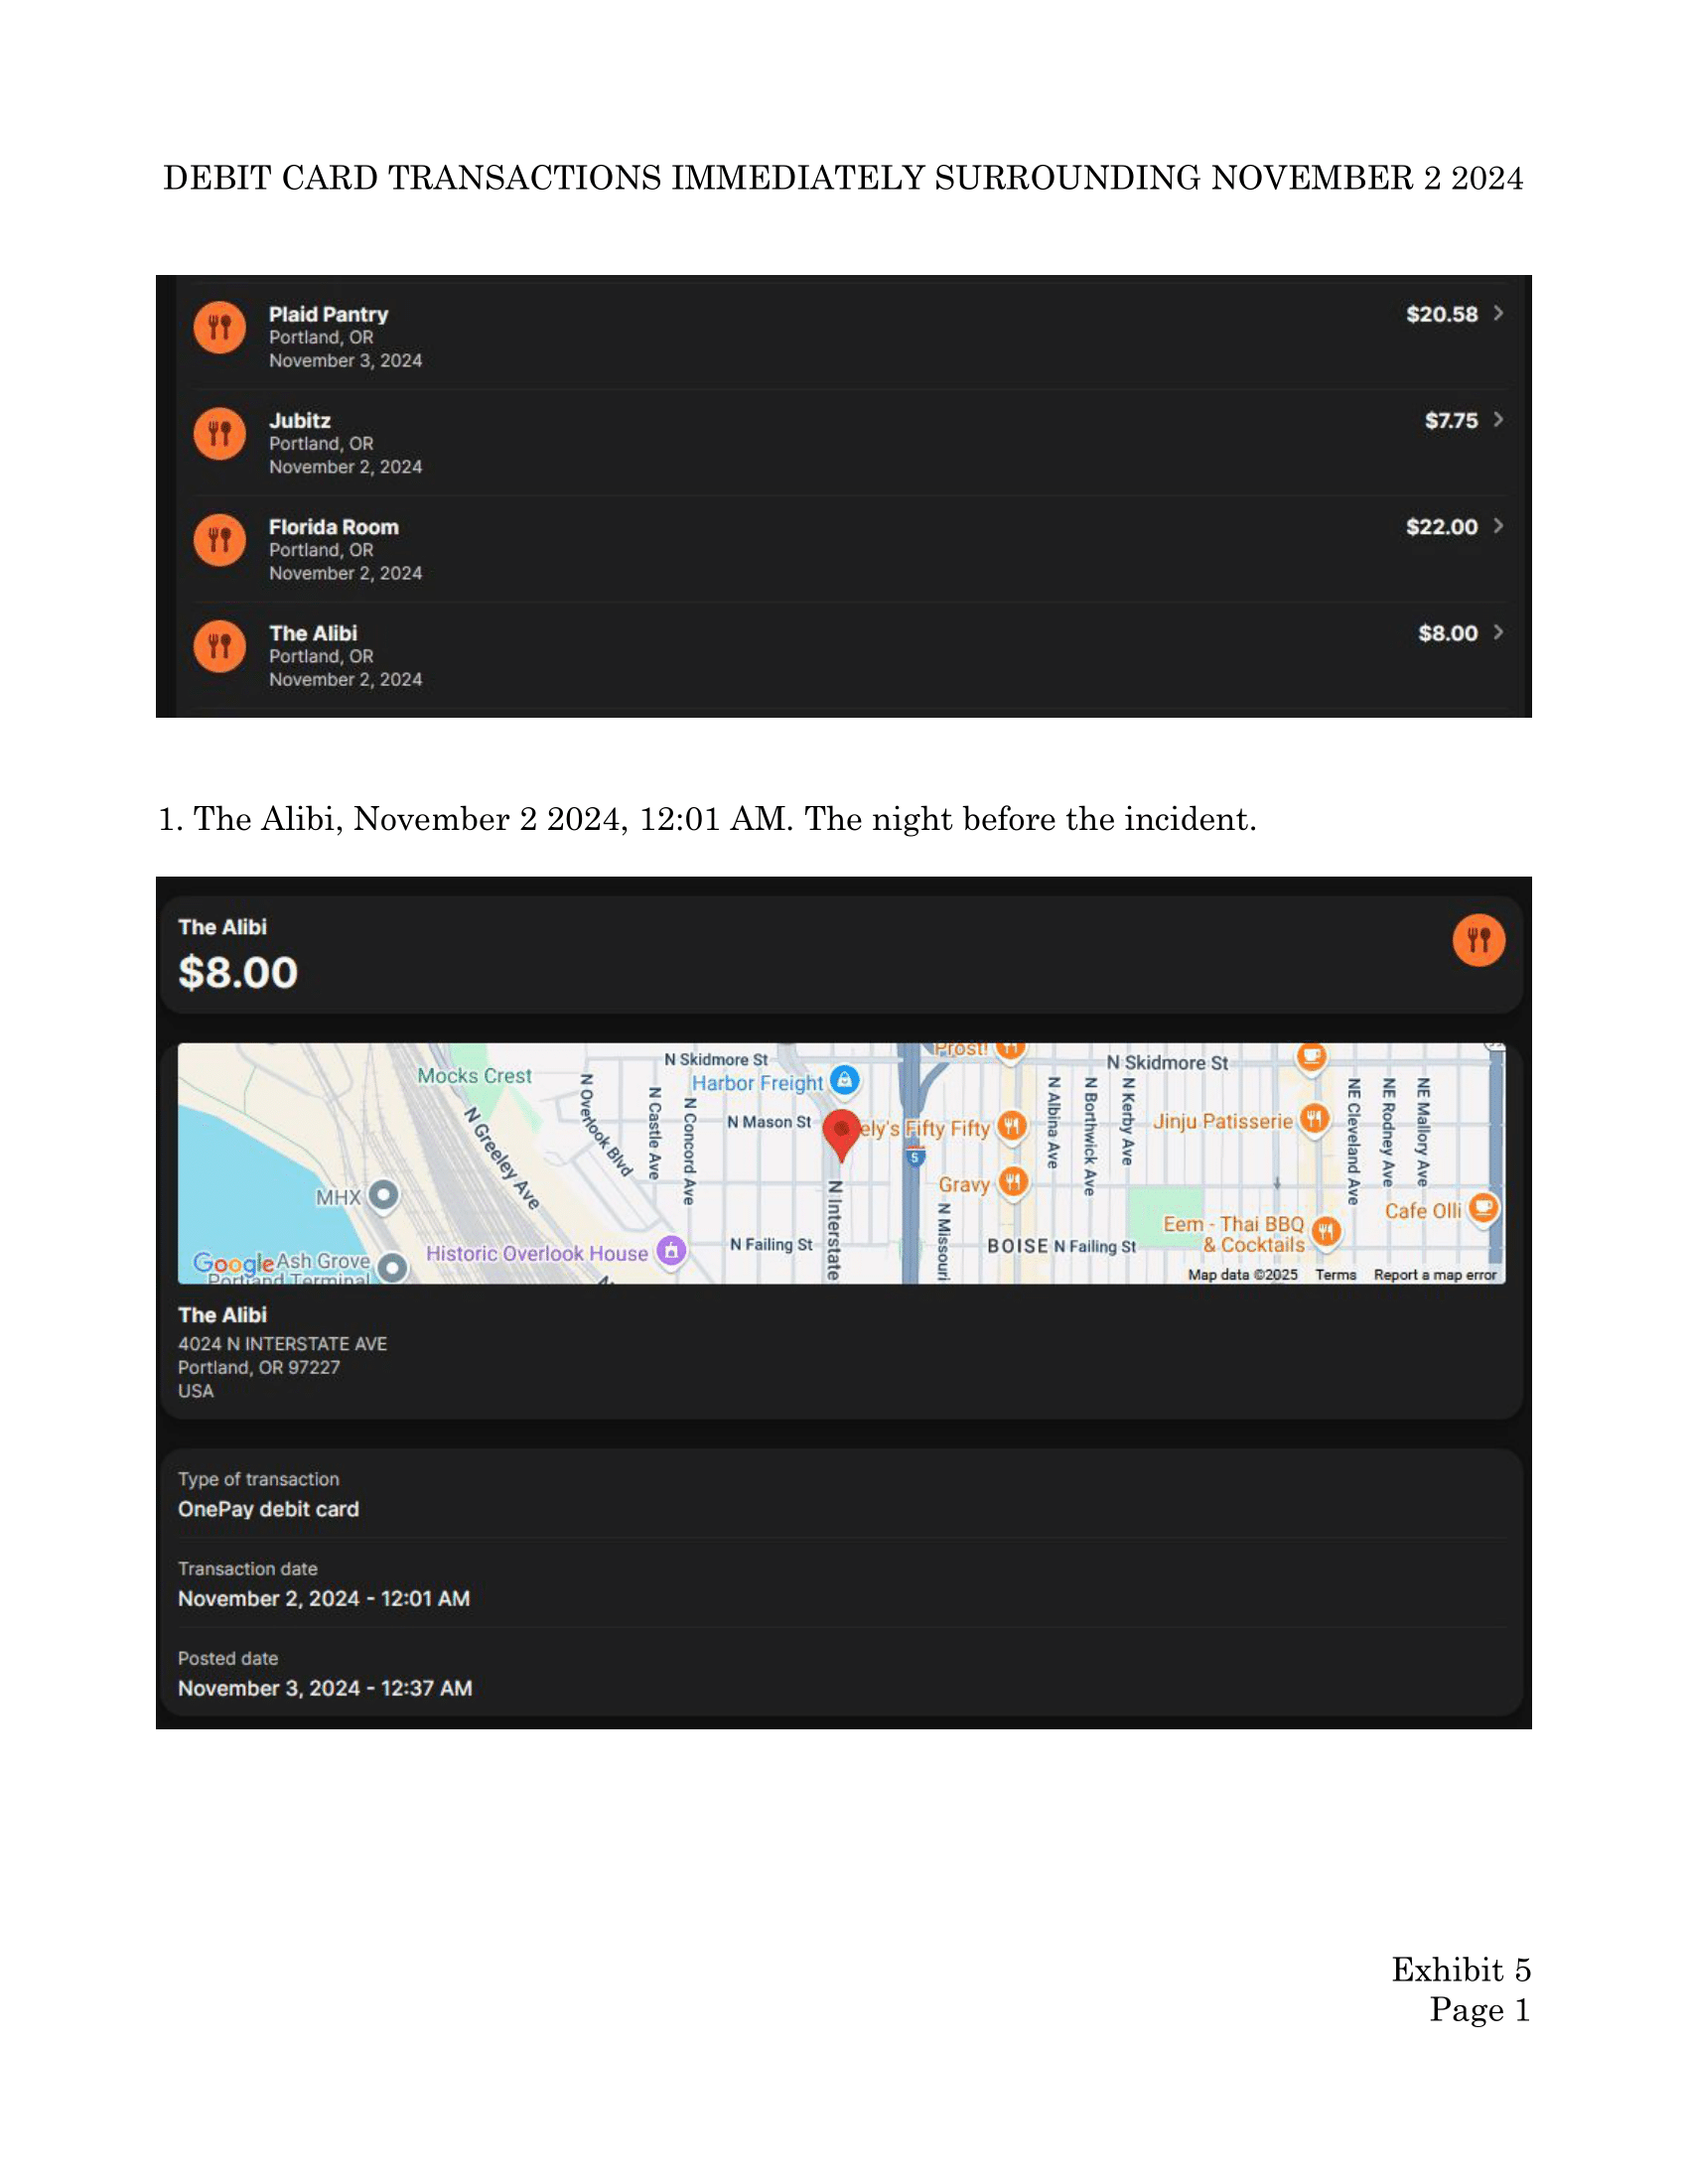 DEBIT CARD TRANSACTIONS IMMEDIATELY SURROUNDING NOVEMBER 2 2024
Plaid Pantry
$20.58
Portland, OR
November 3, 2024
Jubitz
$7.75
Portland, OR
November 2, 2024
Florida Room
$22.00
Portland, OR
November 2, 2024
The Alibi
$8.00
Portland, OR
November 2, 2024
1. The Alibi, November 2 2024, 12:01 AM. The night before the incident.
The Alibi
$8.00
Prost!
N Skidmore St
N Skidmore St
Mocks Crest
Harbor Freight
N Overlook Blvd
N Castle Ave
N Concord Ave
N Greeley Ave
N Mason St
ely's Fifty Fifty
5
N Albina Ave
N Borthwick Ave
N Kerby Ave
Jinju Patisserie
NE Cleveland Ave
NE Rodney Ave
NE Mallory Ave
MHX
Gravy
N Interstate
N Missouri
Cafe Olli
Eem - Thai BBQ
& Cocktails
Historic Overlook House
N Failing St
BOISE
N Failing St
Google
Ash Grove
Portland Terminal
Map data ©2025
Terms
Report a map error
The Alibi
4024 N INTERSTATE AVE
Portland, OR 97227
USA
Type of transaction
OnePay debit card
Transaction date
November 2, 2024 - 12:01 AM
Posted date
November 3, 2024 - 12:37 AM
Exhibit 5
Page 1